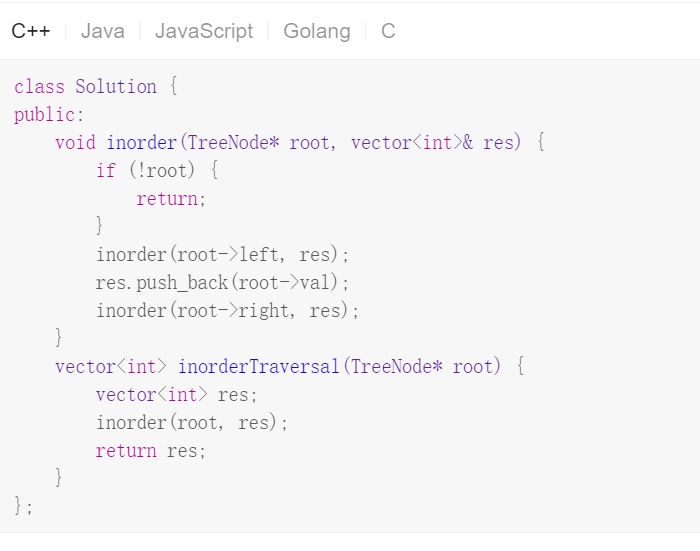 C++ Java JavaScript Golang C
class Solution {
public:
    void inorder(TreeNode* root, vector<int>& res) {
        if (!root) {
            return;
        }
        inorder(root->left, res);
        res.push_back(root->val);
        inorder(root->right, res);
    }
    vector<int> inorderTraversal(TreeNode* root) {
        vector<int> res;
        inorder(root, res);
        return res;
    }
};